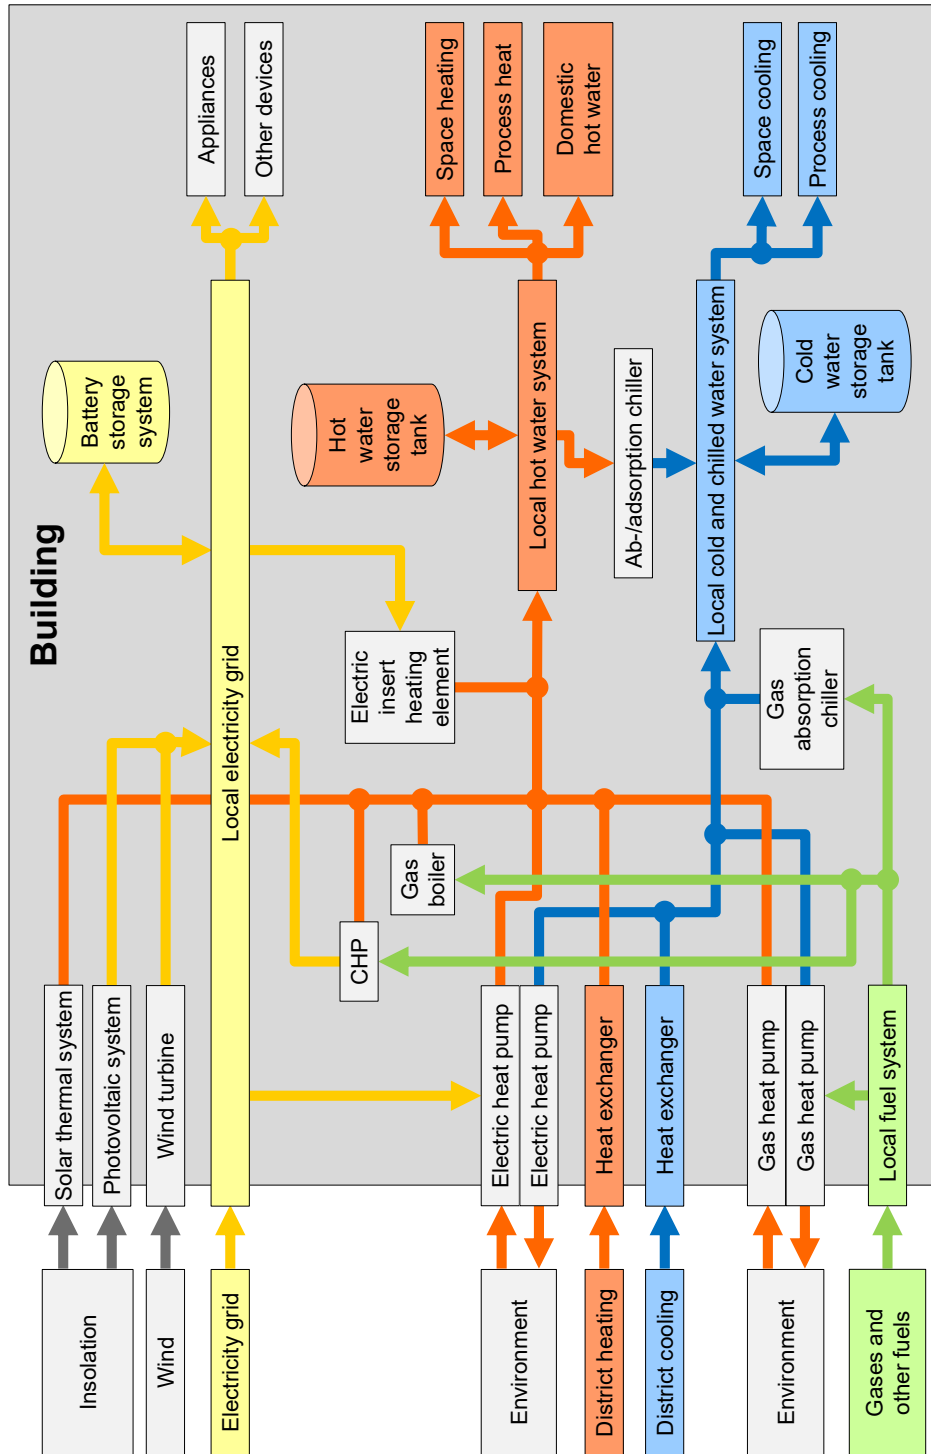 Building
Insolation
Wind
Electricity grid
Environment
District heating
District cooling
Environment
Gases and
other fuels
Solar thermal system
Photovoltaic system
Wind turbine
Local electricity grid
Electric heat pump
Electric heat pump
Heat exchanger
Heat exchanger
Gas heat pump
Gas heat pump
Local fuel system
CHP
Gas
boiler
Electric
insert
heating
element
Gas
absorption
chiller
Battery
storage
system
Hot
water
storage
tank
Local hot water system
Ab-/adsorption chiller
Local cold and chilled water system
Cold
water
storage
tank
Appliances
Other devices
Space heating
Process heat
Domestic
hot water
Space cooling
Process cooling